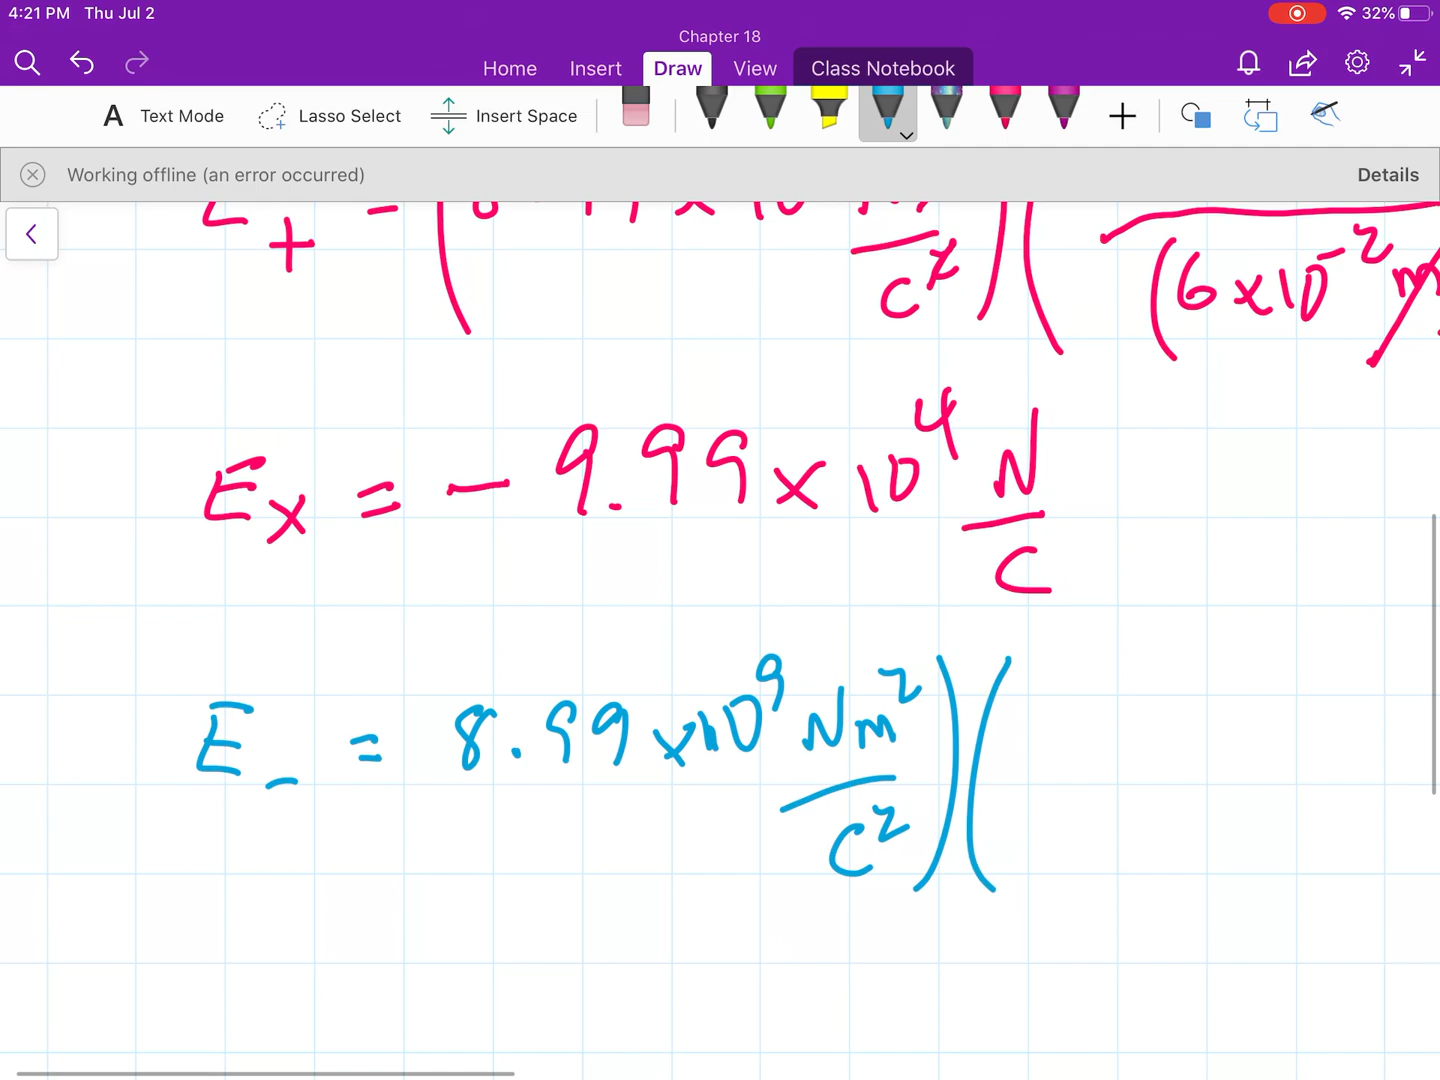 4:21 PM Thu Jul 2
32%
Chapter 18
Home Insert Draw View Class Notebook
A Text Mode Lasso Select Insert Space
Working offline (an error occurred) Details
+ = ( )(
C²
(6 x 10⁻² m
Eₓ = - 9.99 x 10⁴ N
C
E₋ = 8.99 x 10⁹ Nm² )(
C²